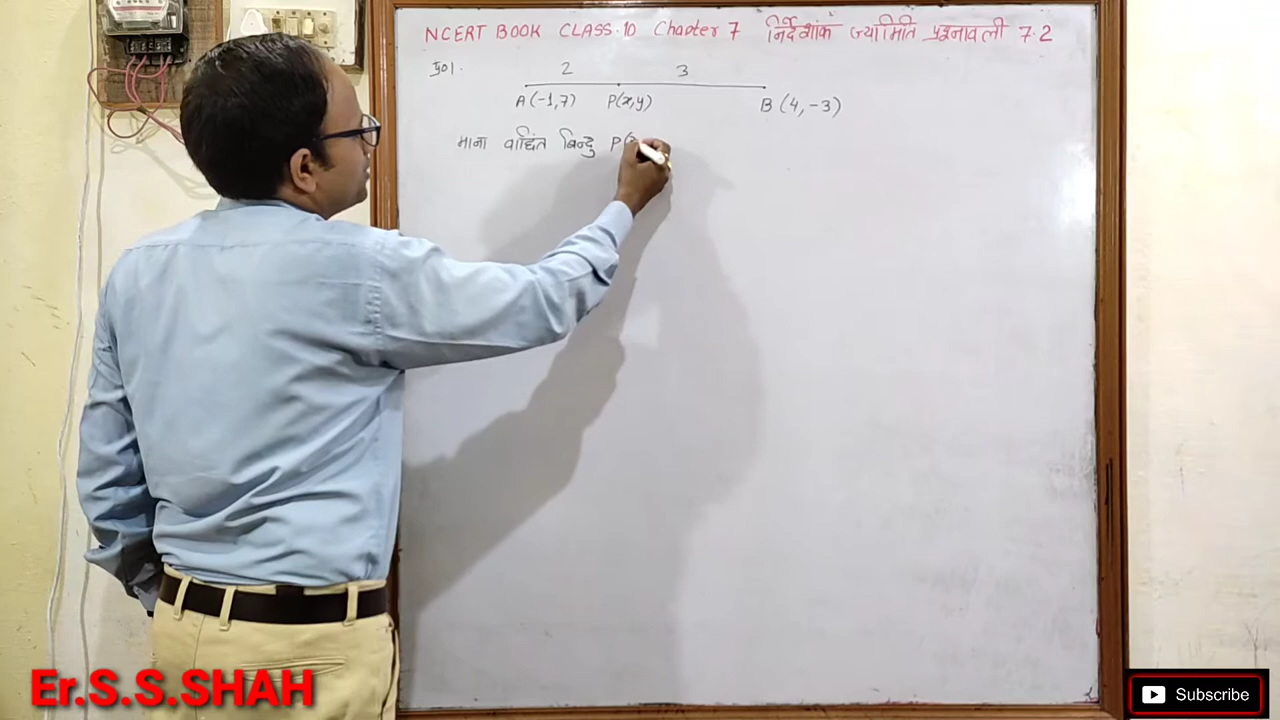 NCERT BOOK CLASS.10 Chapter 7 निर्देशांक ज्यामिति प्रश्नावली 7.2
प्र01.
2 3
A(-1,7) P(x,y) B(4,-3)
माना वांछित बिन्दु P(
Er.S.S.SHAH
Subscribe